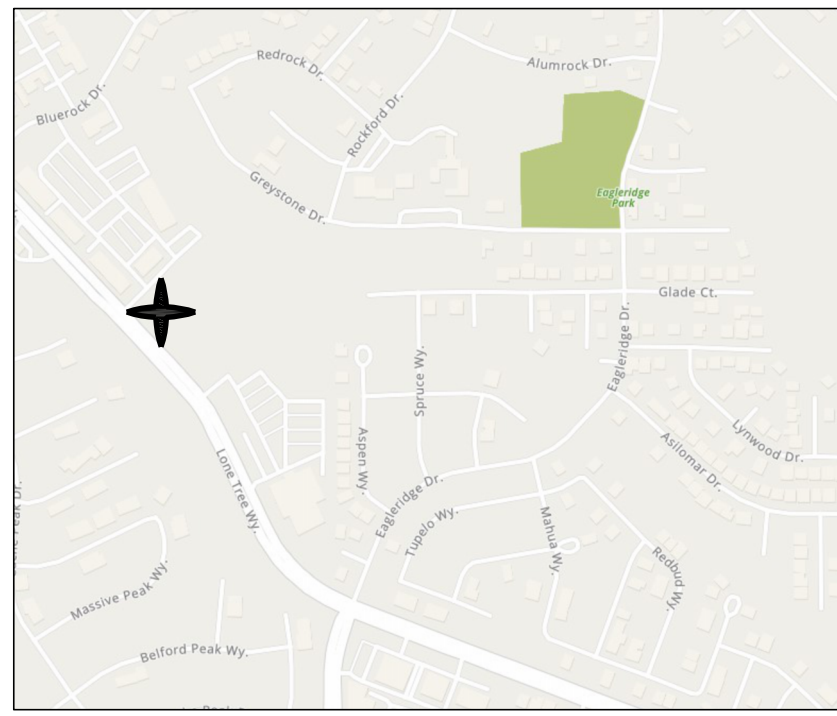 Redrock Dr.
Alumrock Dr.
Bluerock Dr.
Rockford Dr.
Greystone Dr.
Eagleridge
Park
Glade Ct.
Eagleridge Dr.
Spruce Wy.
Lynwood Dr.
Aspen Wy.
Asilomar Dr.
Lone Tree Wy.
Eagleridge Dr.
Tupelo Wy.
Mahua Wy.
Redbud Wy.
Peak Dr.
Massive Peak Wy.
Belford Peak Wy.